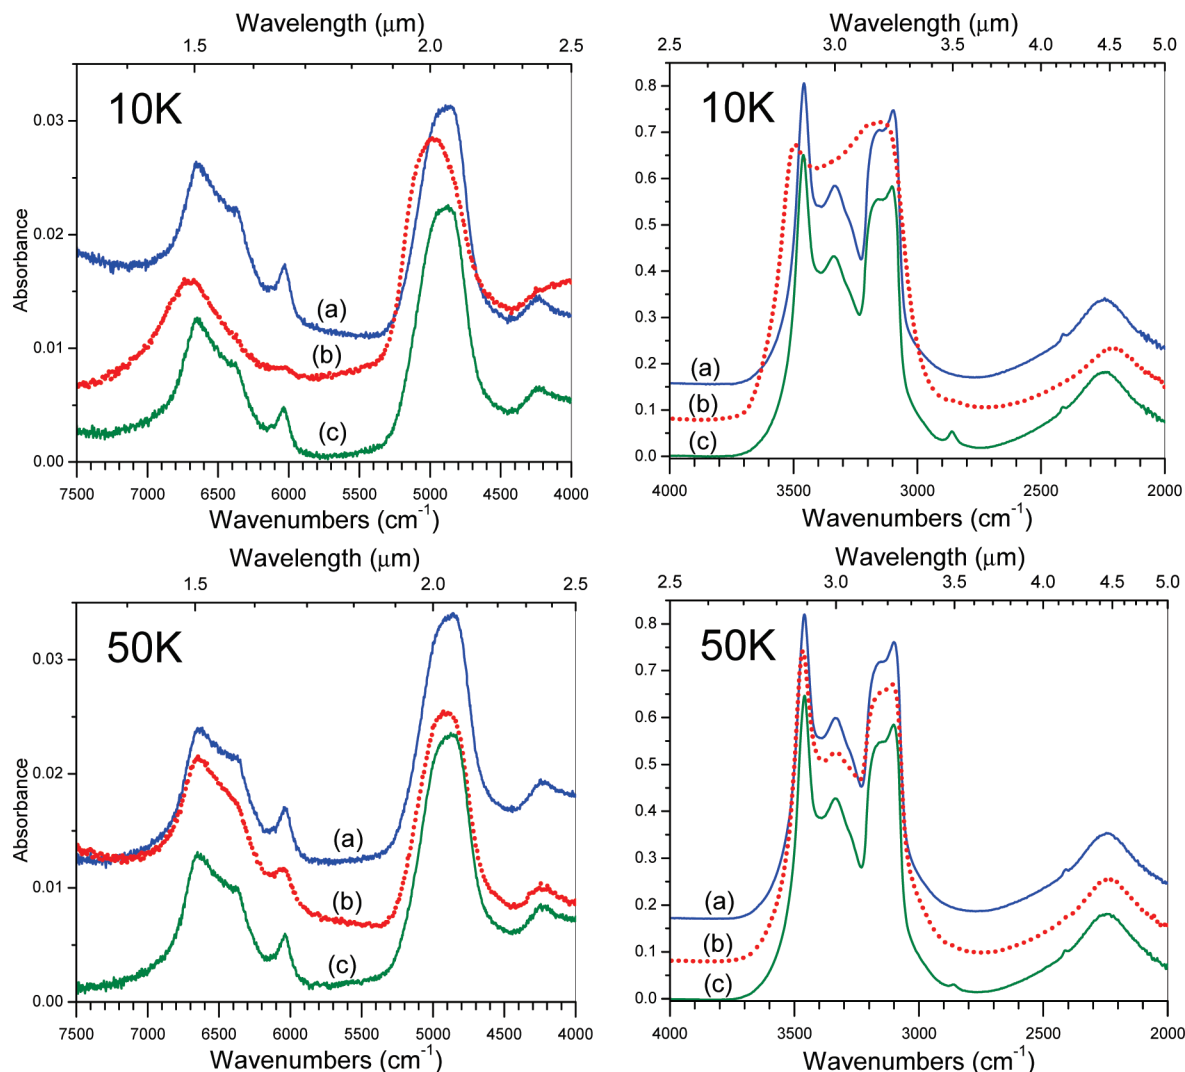 Wavelength (μm)
1.5 2.0 2.5
10K
0.03
0.02
0.01
0.00
Absorbance
(a)
(b)
(c)
7500 7000 6500 6000 5500 5000 4500 4000
Wavenumbers (cm⁻¹)
Wavelength (μm)
2.5 3.0 3.5 4.0 4.5 5.0
10K
0.8
0.7
0.6
0.5
0.4
0.3
0.2
0.1
0.0
(a)
(b)
(c)
4000 3500 3000 2500 2000
Wavenumbers (cm⁻¹)
Wavelength (μm)
1.5 2.0 2.5
50K
0.03
0.02
0.01
0.00
Absorbance
(a)
(b)
(c)
7500 7000 6500 6000 5500 5000 4500 4000
Wavenumbers (cm⁻¹)
Wavelength (μm)
2.5 3.0 3.5 4.0 4.5 5.0
50K
0.8
0.7
0.6
0.5
0.4
0.3
0.2
0.1
0.0
(a)
(b)
(c)
4000 3500 3000 2500 2000
Wavenumbers (cm⁻¹)